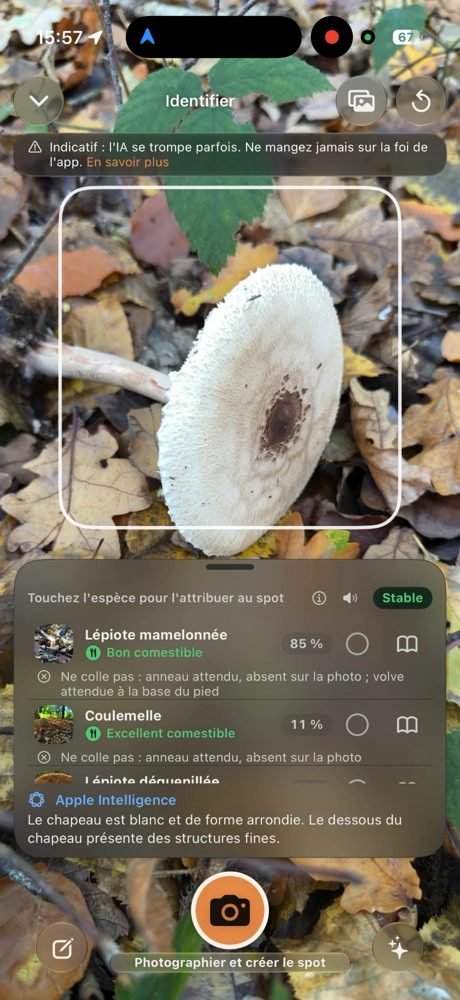 15:57
67
Identifier
Indicatif : l'IA se trompe parfois. Ne mangez jamais sur la foi de
l'app. En savoir plus
Touchez l'espèce pour l'attribuer au spot
Stable
Lépiote mamelonnée
Bon comestible
85 %
Ne colle pas : anneau attendu, absent sur la photo ; volve
attendue à la base du pied
Coulemelle
Excellent comestible
11 %
Ne colle pas : anneau attendu, absent sur la photo
Lépiote déguenillée
Apple Intelligence
Le chapeau est blanc et de forme arrondie. Le dessous du
chapeau présente des structures fines.
Photographier et créer le spot